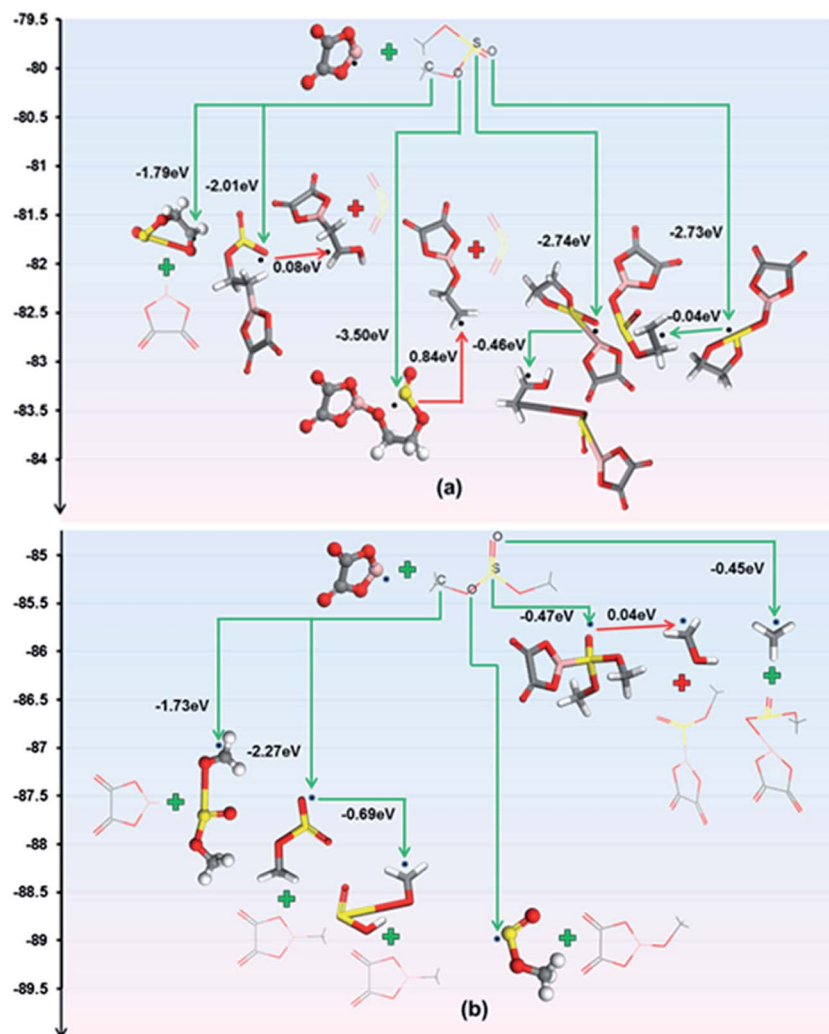 -79.5
-80
-80.5
-81
-81.5
-82
-82.5
-83
-83.5
-84
S
O
C
O
-1.79eV
-2.01eV
0.08eV
-3.50eV
0.84eV
-2.74eV
-0.46eV
-2.73eV
-0.04eV
(a)
-85
-85.5
-86
-86.5
-87
-87.5
-88
-88.5
-89
-89.5
O
S
C
O
-0.45eV
-0.47eV
0.04eV
-1.73eV
-2.27eV
-0.69eV
(b)